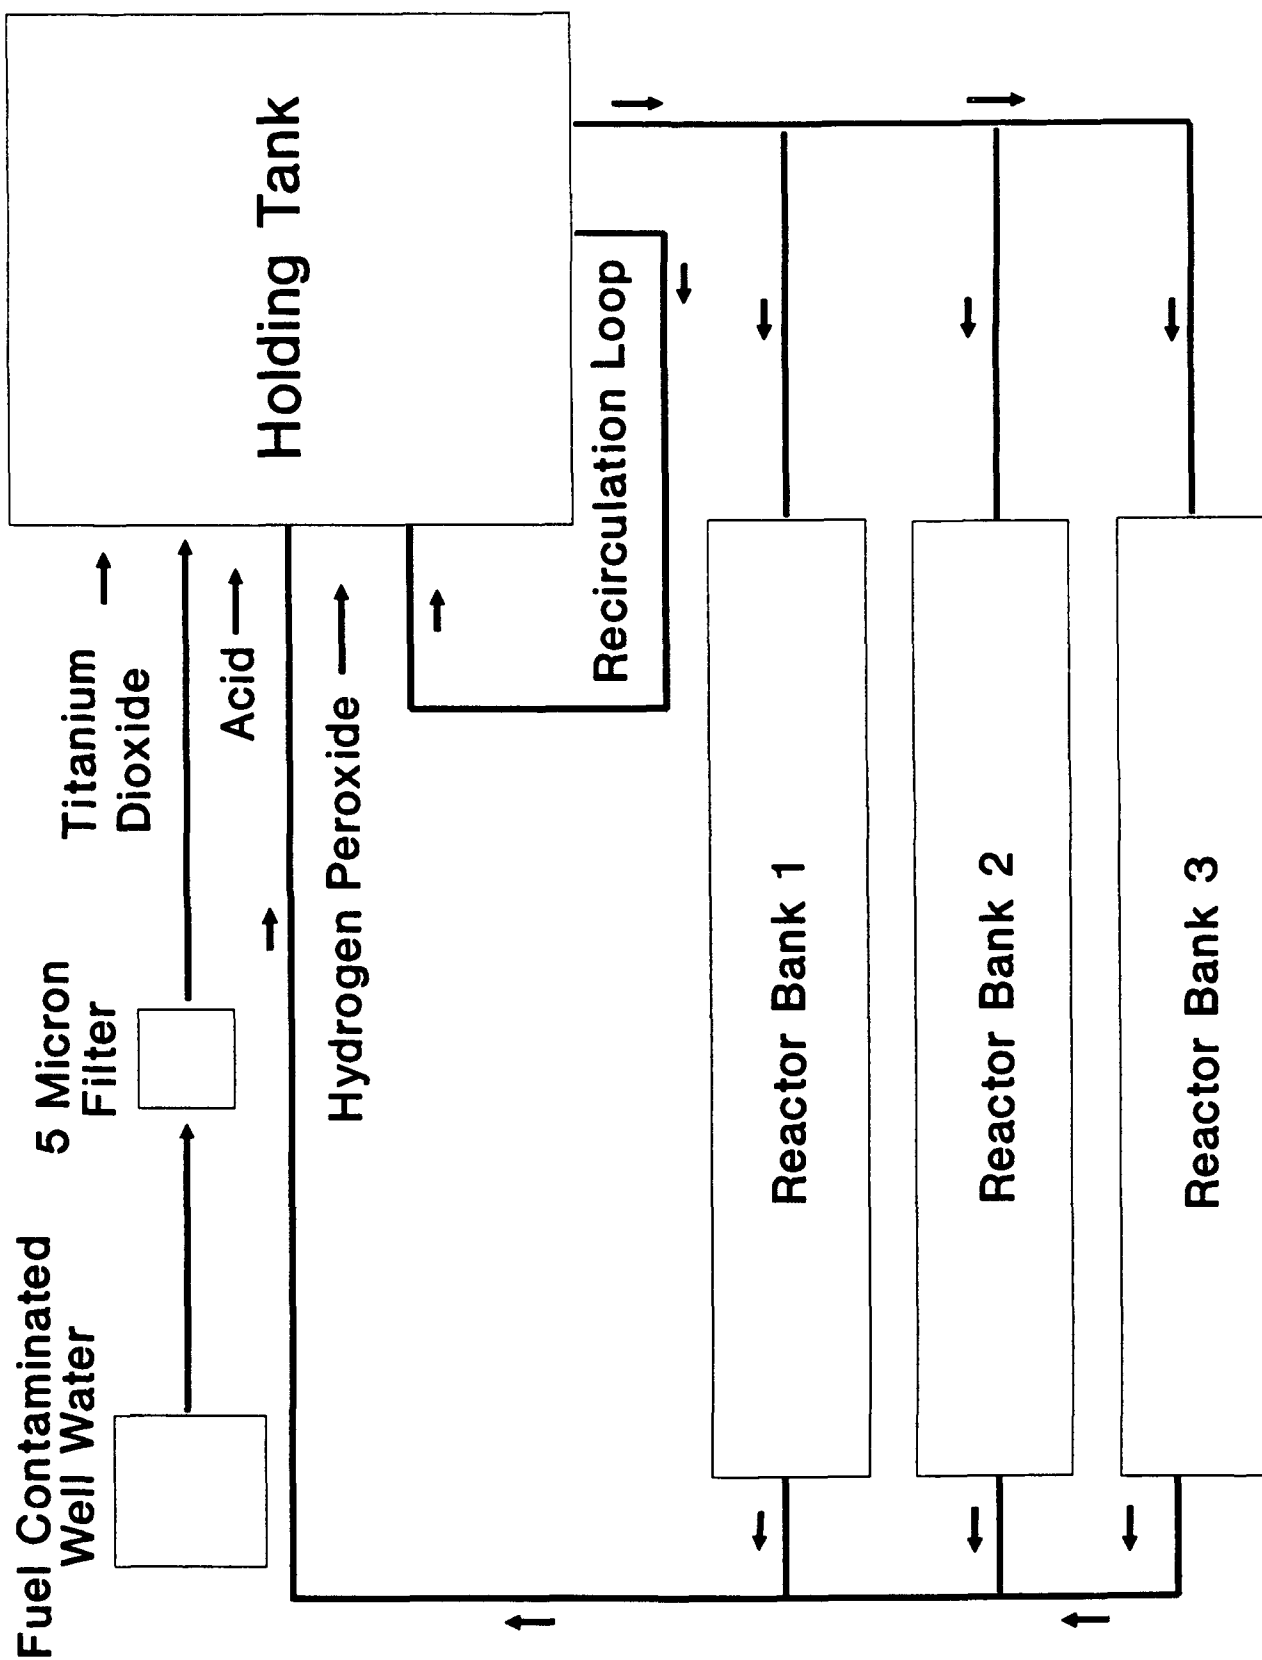 Fuel Contaminated
Well Water
5 Micron
Filter
Titanium
Dioxide
Acid
Hydrogen Peroxide
Holding Tank
Recirculation Loop
Reactor Bank 1
Reactor Bank 2
Reactor Bank 3